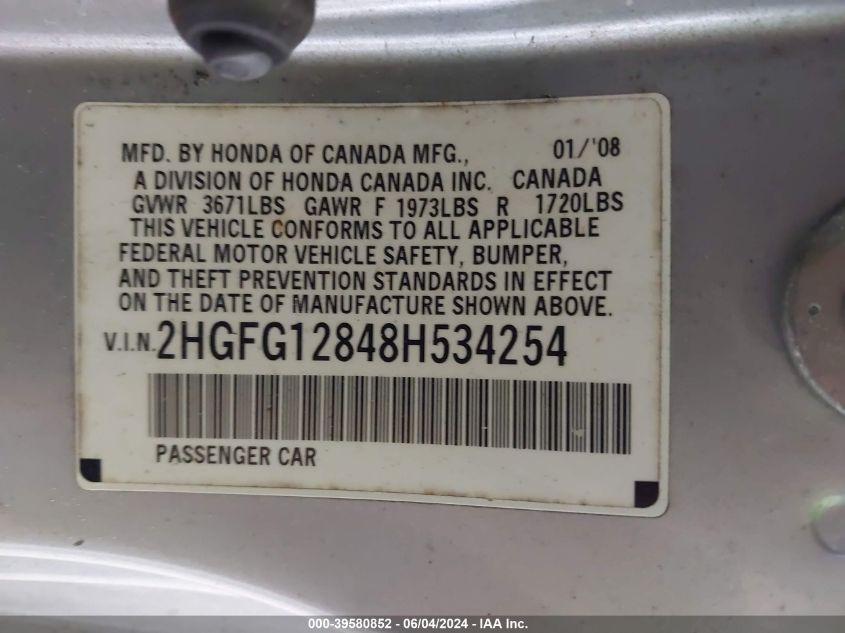 MFD. BY HONDA OF CANADA MFG., 01/'08
A DIVISION OF HONDA CANADA INC. CANADA
GVWR 3671LBS GAWR F 1973LBS R 1720LBS
THIS VEHICLE CONFORMS TO ALL APPLICABLE
FEDERAL MOTOR VEHICLE SAFETY, BUMPER,
AND THEFT PREVENTION STANDARDS IN EFFECT
ON THE DATE OF MANUFACTURE SHOWN ABOVE.
V.I.N. 2HGFG12848H534254
PASSENGER CAR
000-39580852 - 06/04/2024 - IAA Inc.